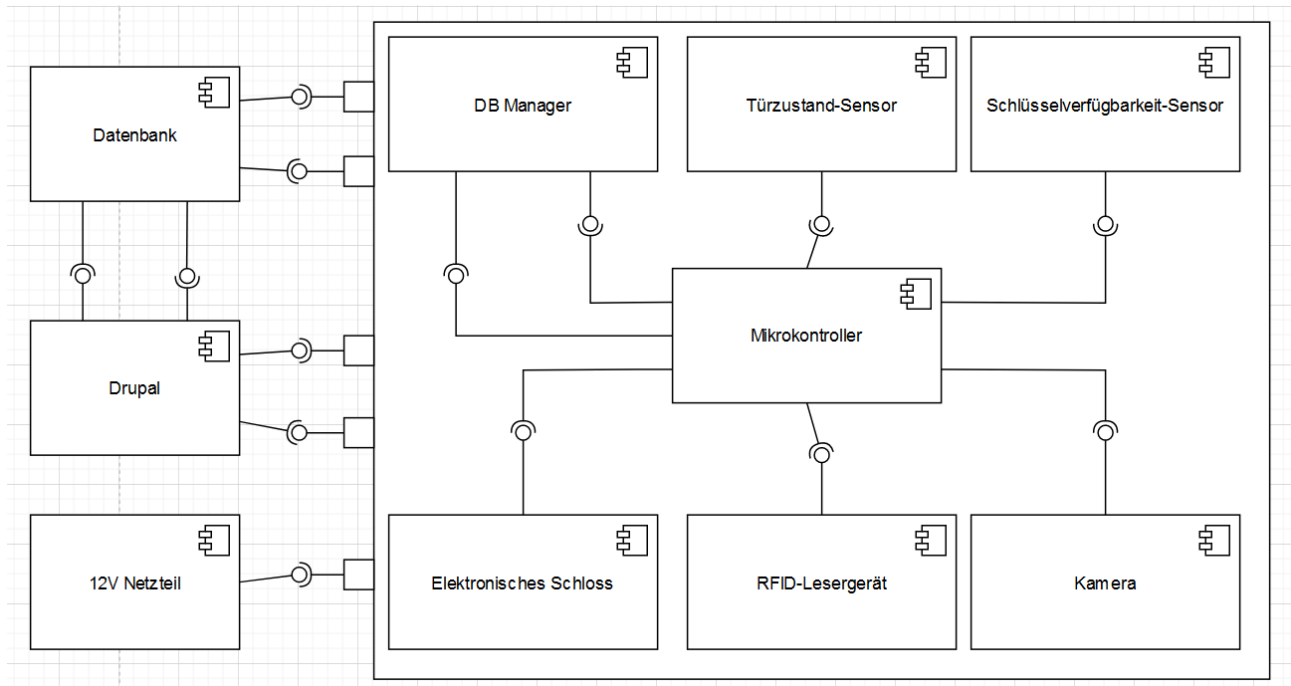 DB Manager
Türzustand-Sensor
Schlüsselverfügbarkeit-Sensor
Datenbank
Mikrokontroller
Drupal
12V Netzteil
Elektronisches Schloss
RFID-Lesergerät
Kamera